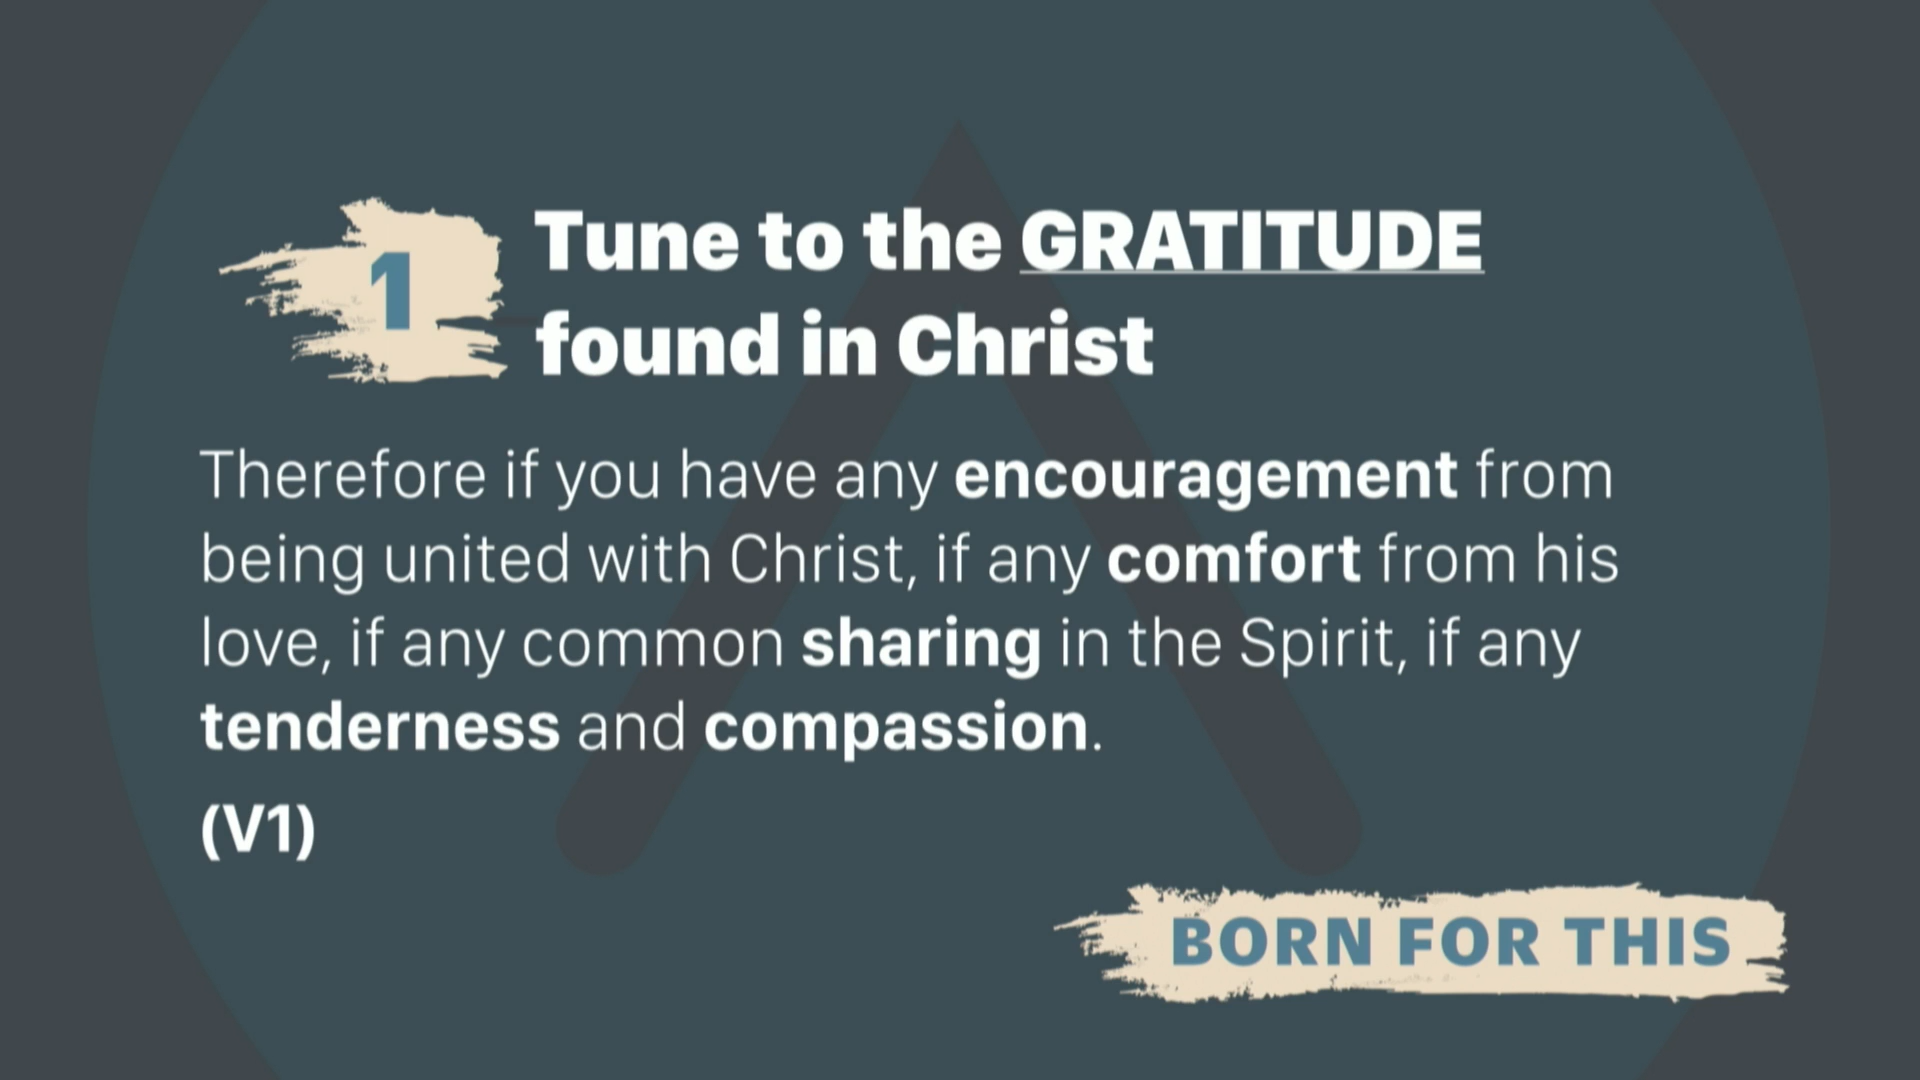 1
Tune to the GRATITUDE
found in Christ
Therefore if you have any encouragement from
being united with Christ, if any comfort from his
love, if any common sharing in the Spirit, if any
tenderness and compassion.
(V1)
BORN FOR THIS